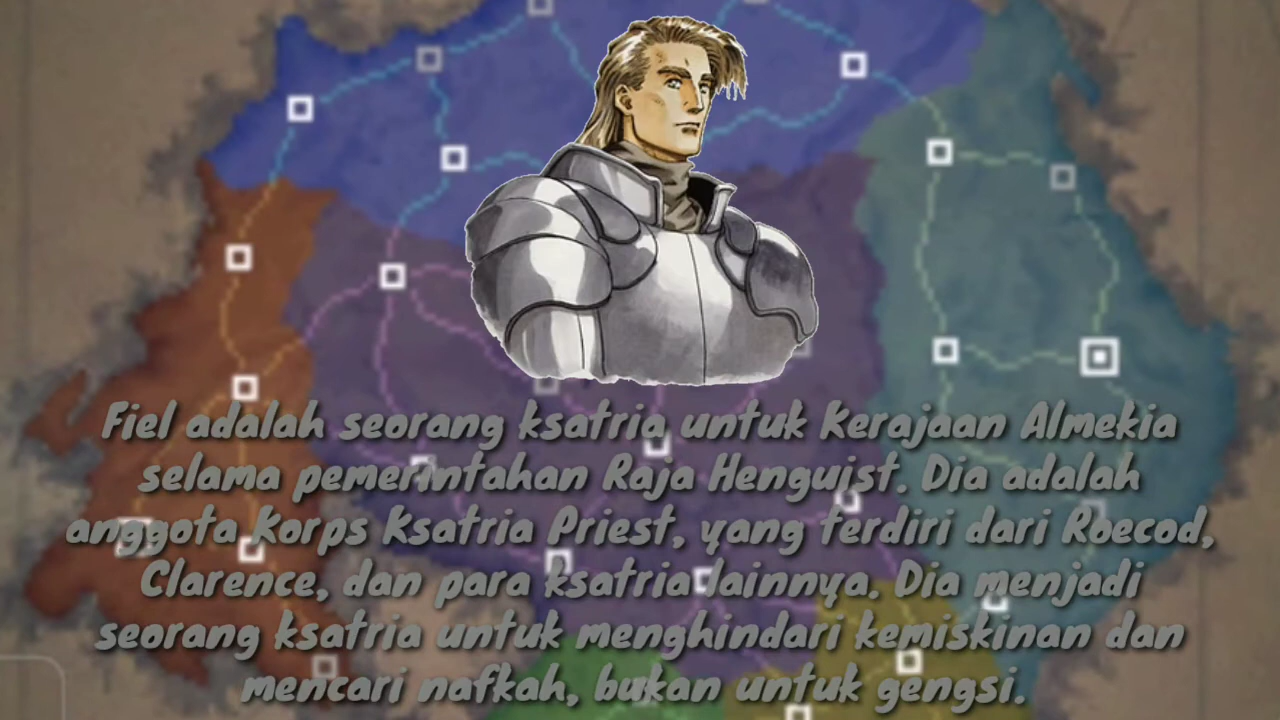 Fiel adalah seorang ksatria untuk Kerajaan Almekia
selama pemerintahan Raja Henguist. Dia adalah
anggota Korps Ksatria Priest, yang terdiri dari Roecod,
Clarence, dan para ksatria lainnya. Dia menjadi
seorang ksatria untuk menghindari kemiskinan dan
mencari nafkah, bukan untuk gengsi.